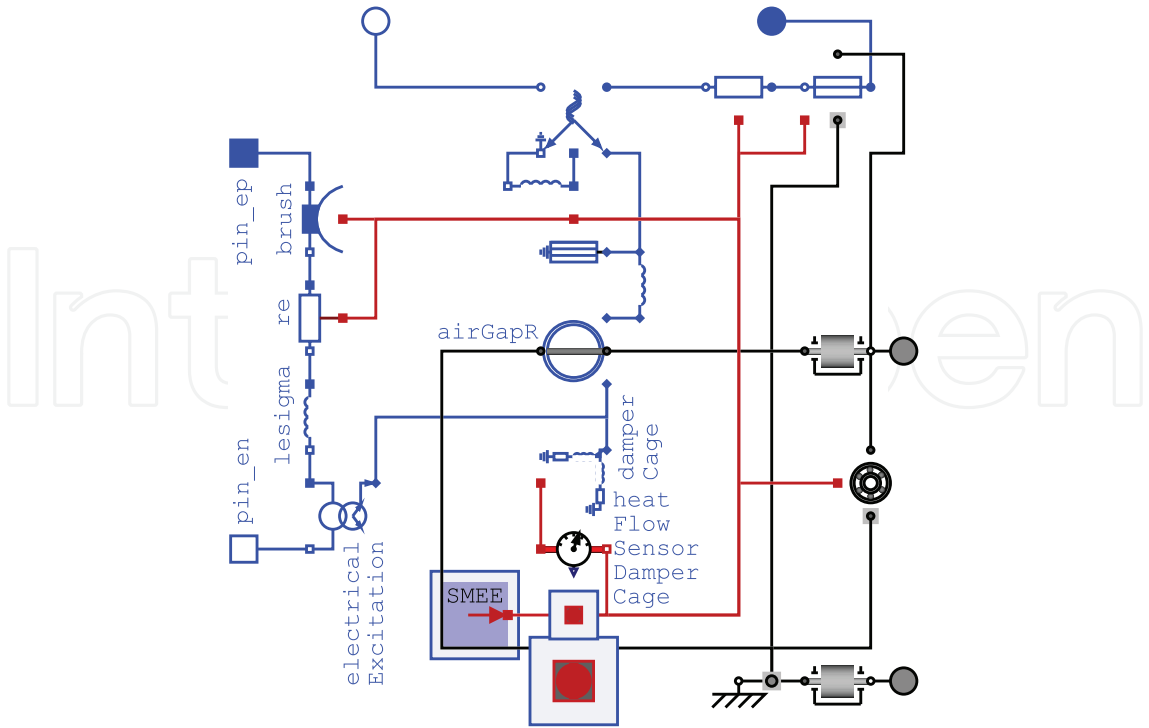 pin_ep
brush
re
airGapR
lesigma
damper
Cage
pin_en
heat
Flow
Sensor
Damper
Cage
electrical
Excitation
SMEE